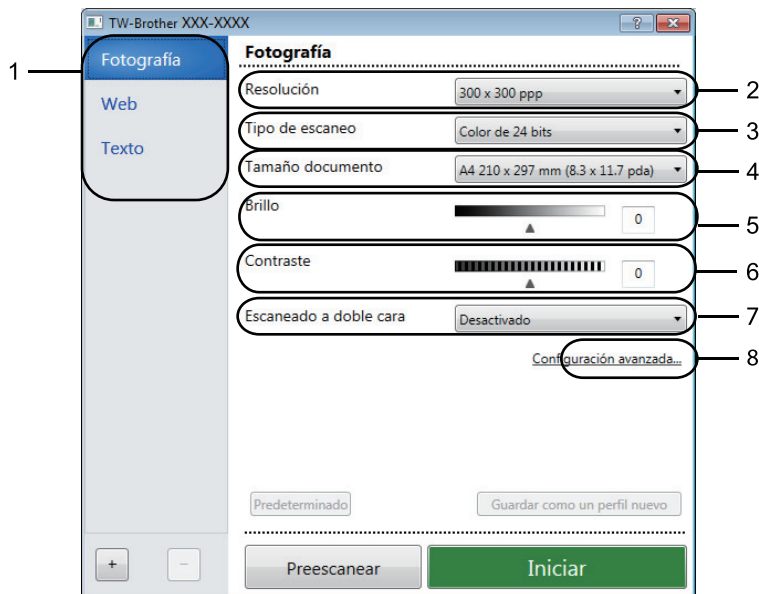 TW-Brother XXX-XXXX
?
1
Fotografía
Web
Texto
Fotografía
Resolución
300 x 300 ppp
2
Tipo de escaneo
Color de 24 bits
3
Tamaño documento
A4 210 x 297 mm (8.3 x 11.7 pda)
4
Brillo
0
5
Contraste
0
6
Escaneado a doble cara
Desactivado
7
Configuración avanzada...
8
Predeterminado
Guardar como un perfil nuevo
+
−
Preescanear
Iniciar